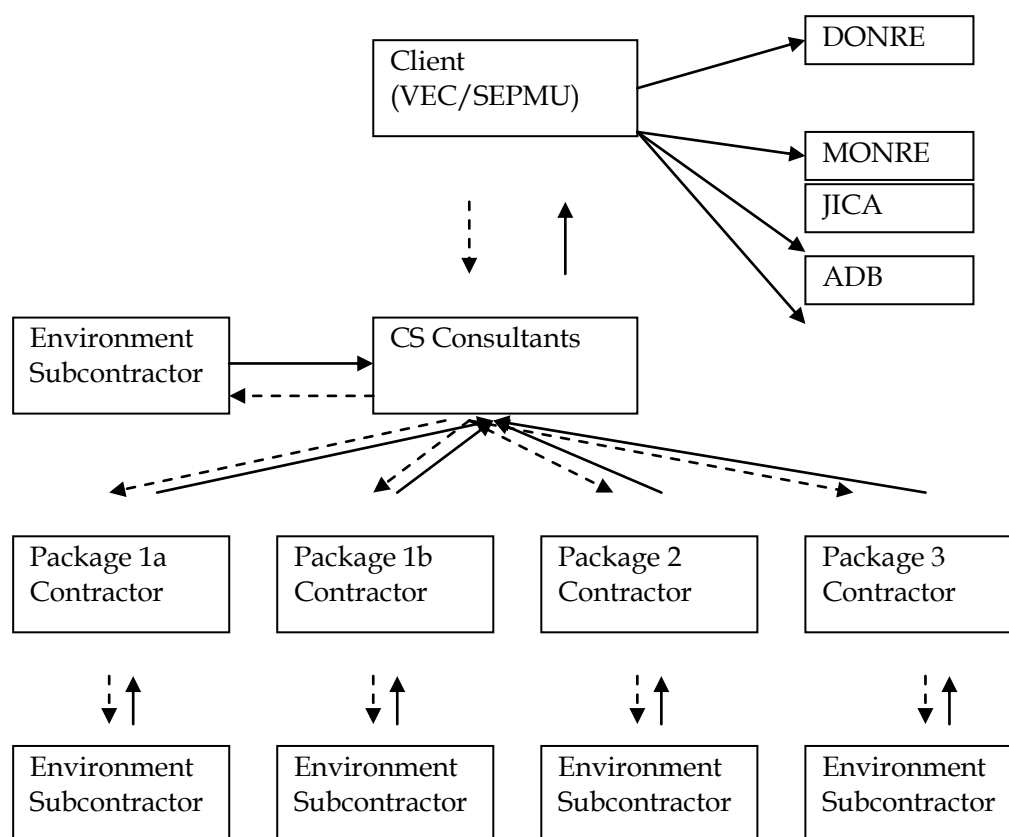 DONRE
Client
(VEC/SEPMU)
MONRE
JICA
ADB
Environment
Subcontractor
CS Consultants
Package 1a
Contractor
Package 1b
Contractor
Package 2
Contractor
Package 3
Contractor
Environment
Subcontractor
Environment
Subcontractor
Environment
Subcontractor
Environment
Subcontractor